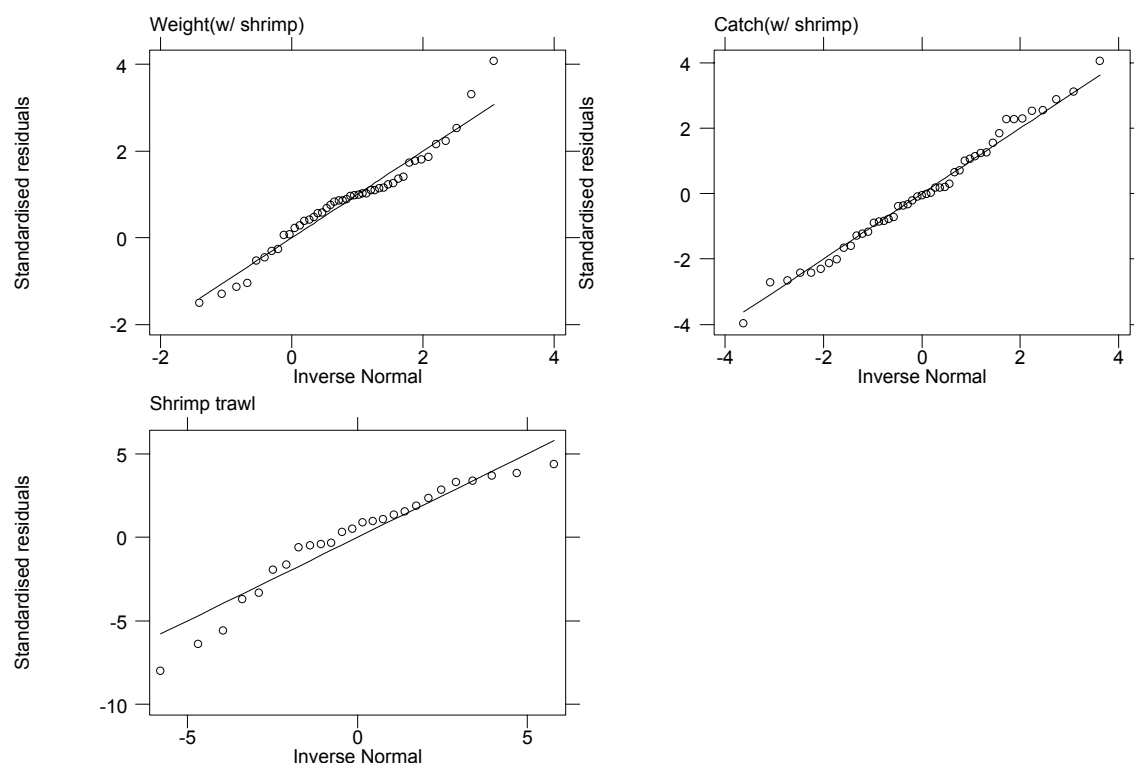 Weight(w/ shrimp)
Standardised residuals
4
2
0
-2
-2
0
2
4
Inverse Normal
Catch(w/ shrimp)
Standardised residuals
4
2
0
-2
-4
-4
-2
0
2
4
Inverse Normal
Shrimp trawl
Standardised residuals
5
0
-5
-10
-5
0
5
Inverse Normal